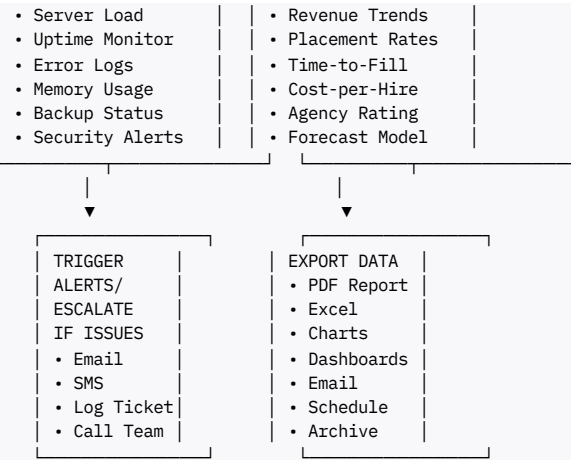 • Server Load
• Uptime Monitor
• Error Logs
• Memory Usage
• Backup Status
• Security Alerts
• Revenue Trends
• Placement Rates
• Time-to-Fill
• Cost-per-Hire
• Agency Rating
• Forecast Model
TRIGGER
ALERTS/
ESCALATE
IF ISSUES
• Email
• SMS
• Log Ticket
• Call Team
EXPORT DATA
• PDF Report
• Excel
• Charts
• Dashboards
• Email
• Schedule
• Archive